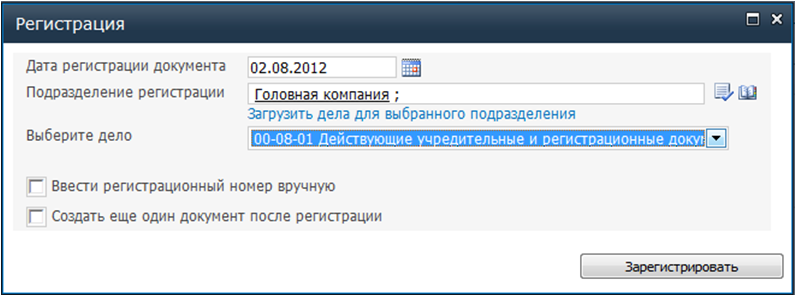 Регистрация
Дата регистрации документа 02.08.2012
Подразделение регистрации Головная компания ;
Загрузить дела для выбранного подразделения
Выберите дело 00-08-01 Действующие учредительные и регистрационные доку
Ввести регистрационный номер вручную
Создать еще один документ после регистрации
Зарегистрировать